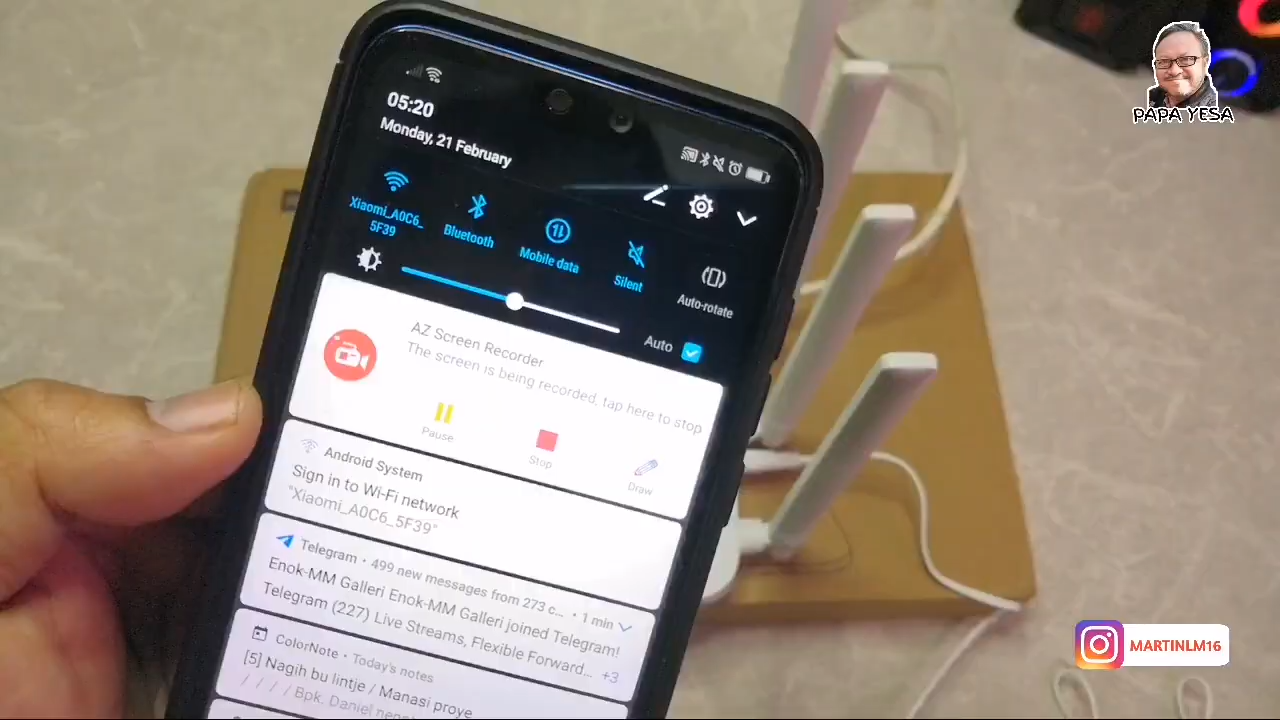 PAPA YESA
05:20
Monday, 21 February
Xiaomi_A0C6_
5F39
Bluetooth
Mobile data
Silent
Auto-rotate
Auto
AZ Screen Recorder
The screen is being recorded, tap here to stop
Pause
Stop
Draw
Android System
Sign in to Wi-Fi network
"Xiaomi_A0C6_5F39"
Telegram • 499 new messages from 273 c... • 1 min
Enok-MM Galleri Enok-MM Galleri joined Telegram!
Telegram (227) Live Streams, Flexible Forward... +3
ColorNote • Today's notes
[5] Nagih bu lintje / Manasi proye
/ / / / Bpk. Daniel
MARTINLM16